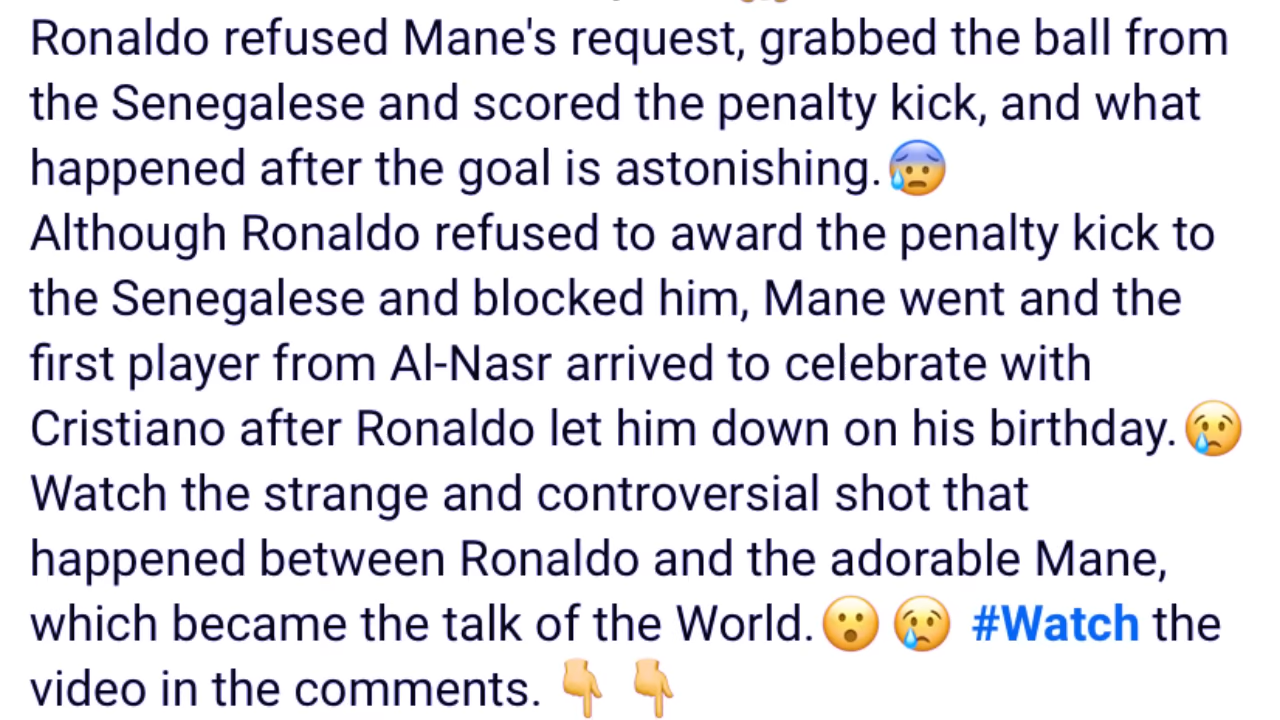 Ronaldo refused Mane's request, grabbed the ball from
the Senegalese and scored the penalty kick, and what
happened after the goal is astonishing.😰
Although Ronaldo refused to award the penalty kick to
the Senegalese and blocked him, Mane went and the
first player from Al-Nasr arrived to celebrate with
Cristiano after Ronaldo let him down on his birthday.😢
Watch the strange and controversial shot that
happened between Ronaldo and the adorable Mane,
which became the talk of the World.😮😢 #Watch the
video in the comments. 👇👇